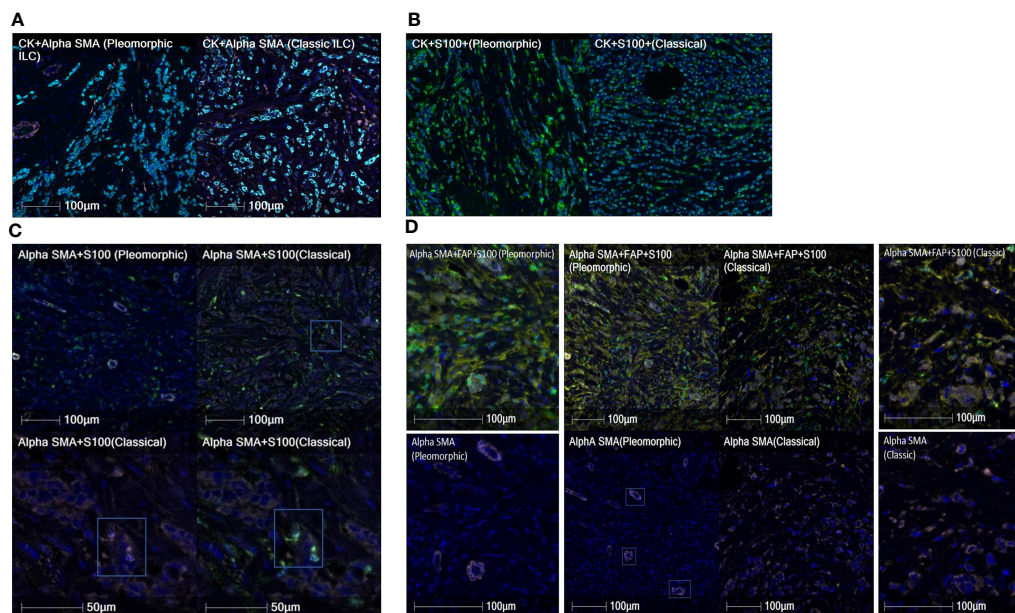 A
CK+Alpha SMA (Pleomorphic
ILC)
CK+Alpha SMA (Classic ILC)
100μm
100μm
B
CK+S100+(Pleomorphic)
CK+S100+(Classical)
C
Alpha SMA+S100 (Pleomorphic)
Alpha SMA+S100(Classical)
100μm
100μm
Alpha SMA+S100(Classical)
Alpha SMA+S100(Classical)
50μm
50μm
D
Alpha SMA+FAP+S100 (Pleomorphic)
Alpha SMA+FAP+S100
(Pleomorphic)
Alpha SMA+FAP+S100
(Classical)
Alpha SMA+FAP+S100 (Classic)
100μm
100μm
100μm
100μm
Alpha SMA
(Pleomorphic)
AlphA SMA(Pleomorphic)
Alpha SMA(Classical)
Alpha SMA
(Classic)
100μm
100μm
100μm
100μm